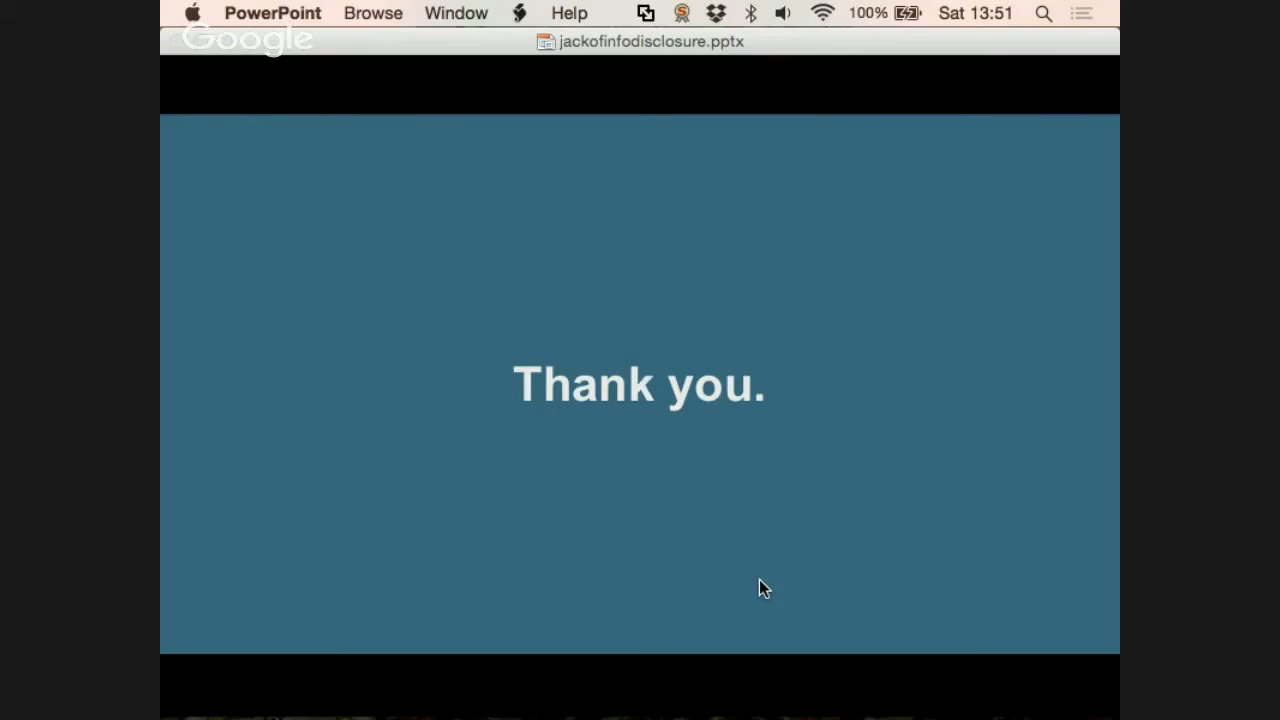 PowerPoint Browse Window Help 100% Sat 13:51
Google
jackofinfodisclosure.pptx
Thank you.